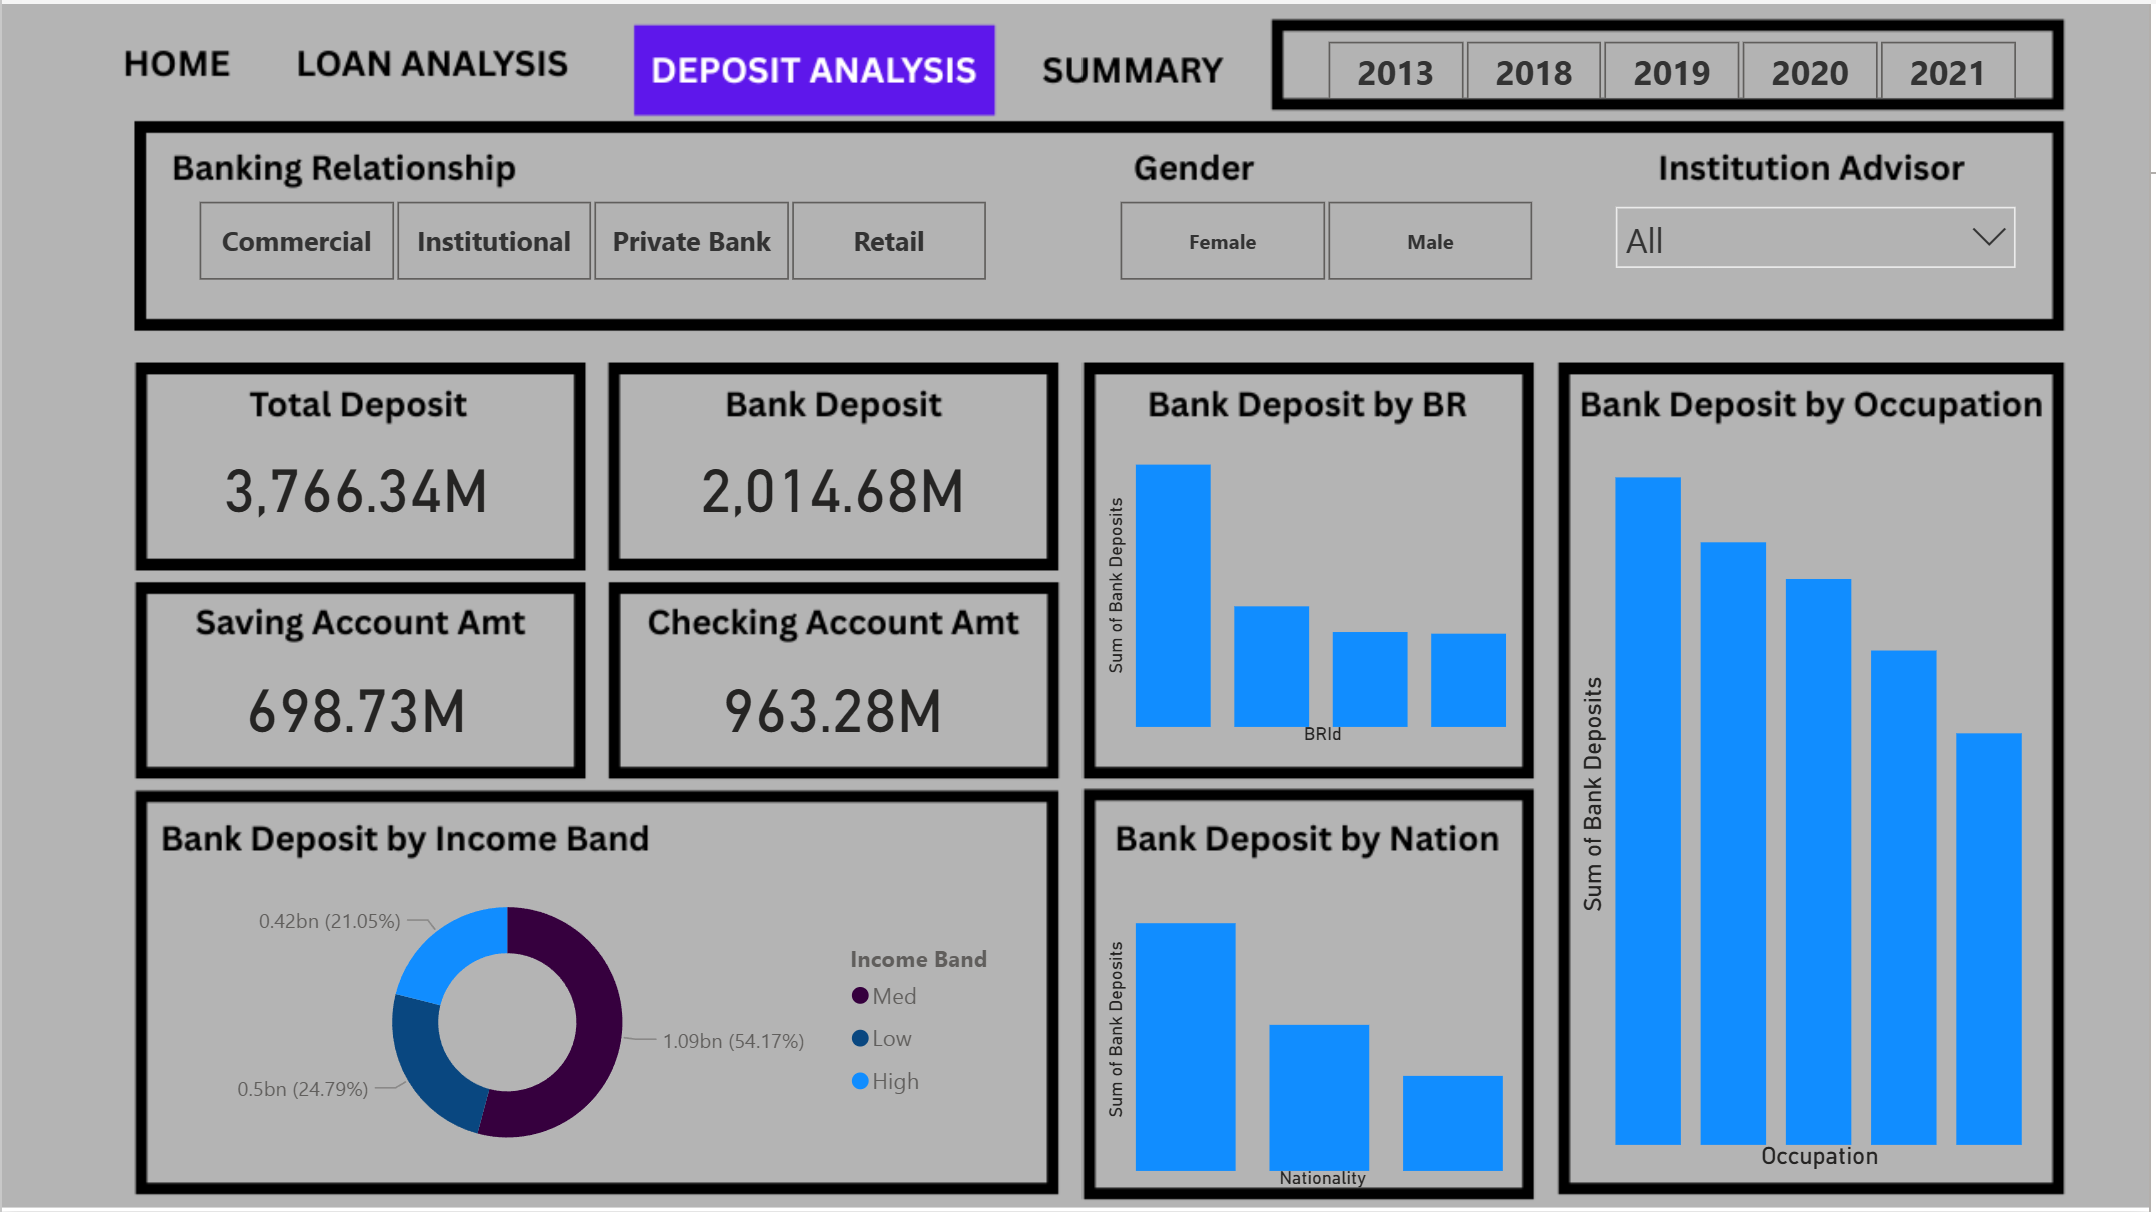 HOME
LOAN ANALYSIS
DEPOSIT ANALYSIS
SUMMARY
2013
2018
2019
2020
2021
Banking Relationship
Commercial
Institutional
Private Bank
Retail
Gender
Female
Male
Institution Advisor
All
Total Deposit
3,766.34M
Bank Deposit
2,014.68M
Saving Account Amt
698.73M
Checking Account Amt
963.28M
Bank Deposit by BR
Sum of Bank Deposits
BRId
Bank Deposit by Occupation
Sum of Bank Deposits
Occupation
Bank Deposit by Income Band
0.42bn (21.05%)
1.09bn (54.17%)
0.5bn (24.79%)
Income Band
Med
Low
High
Bank Deposit by Nation
Sum of Bank Deposits
Nationality